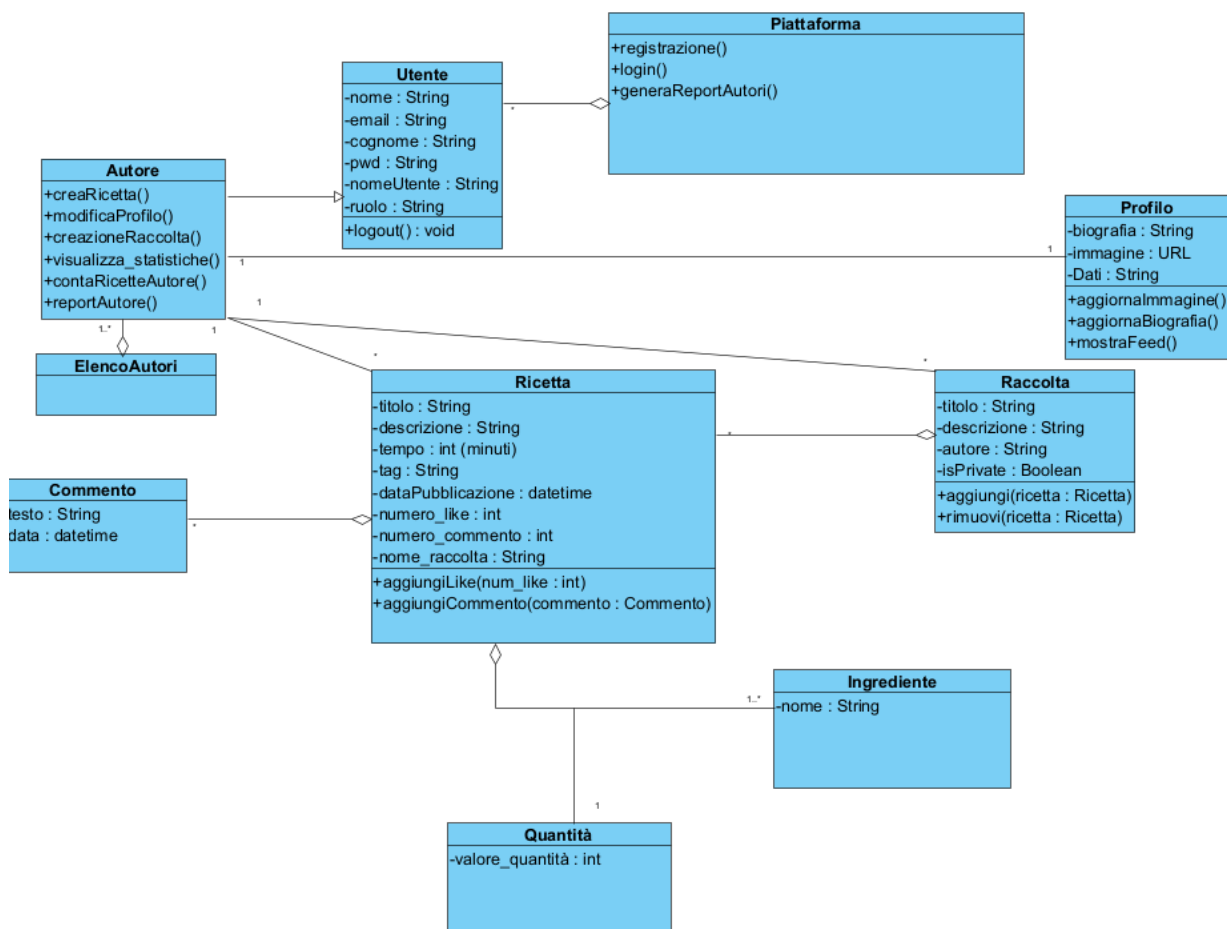 Piattaforma
+registrazione()
+login()
+generaReportAutori()
Utente
-nome : String
-email : String
-cognome : String
-pwd : String
-nomeUtente : String
-ruolo : String
+logout() : void
*
Autore
+creaRicetta()
+modificaProfilo()
+creazioneRaccolta()
+visualizza_statistiche()
+contaRicetteAutore()
+reportAutore()
1
1
Profilo
-biografia : String
-immagine : URL
-Dati : String
+aggiornaImmagine()
+aggiornaBiografia()
+mostraFeed()
1..*
1
1
*
*
ElencoAutori
Ricetta
-titolo : String
-descrizione : String
-tempo : int (minuti)
-tag : String
-dataPubblicazione : datetime
-numero_like : int
-numero_commento : int
-nome_raccolta : String
+aggiungiLike(num_like : int)
+aggiungiCommento(commento : Commento)
*
Raccolta
-titolo : String
-descrizione : String
-autore : String
-isPrivate : Boolean
+aggiungi(ricetta : Ricetta)
+rimuovi(ricetta : Ricetta)
Commento
testo : String
data : datetime
*
1..*
Ingrediente
-nome : String
1
Quantità
-valore_quantità : int